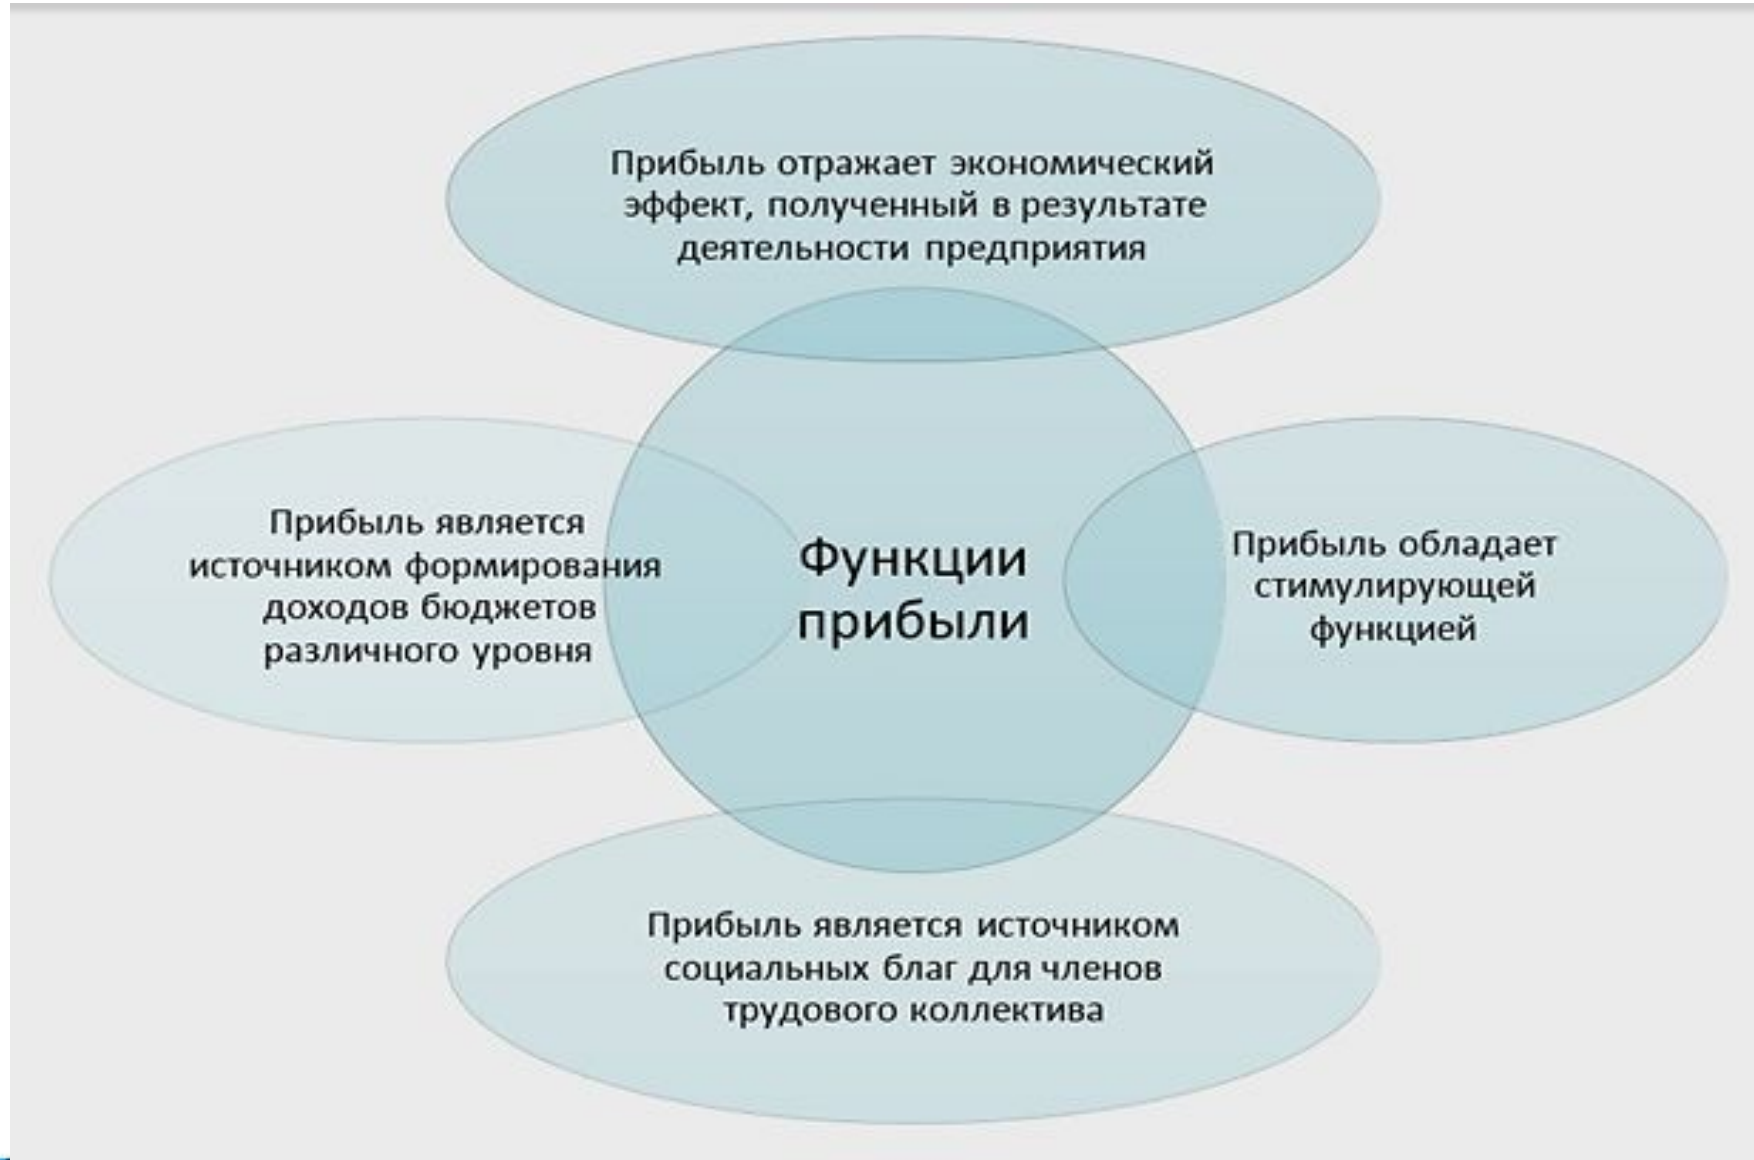 Прибыль отражает экономический
эффект, полученный в результате
деятельности предприятия
Прибыль является
источником формирования
доходов бюджетов
различного уровня
Функции
прибыли
Прибыль обладает
стимулирующей
функцией
Прибыль является источником
социальных благ для членов
трудового коллектива